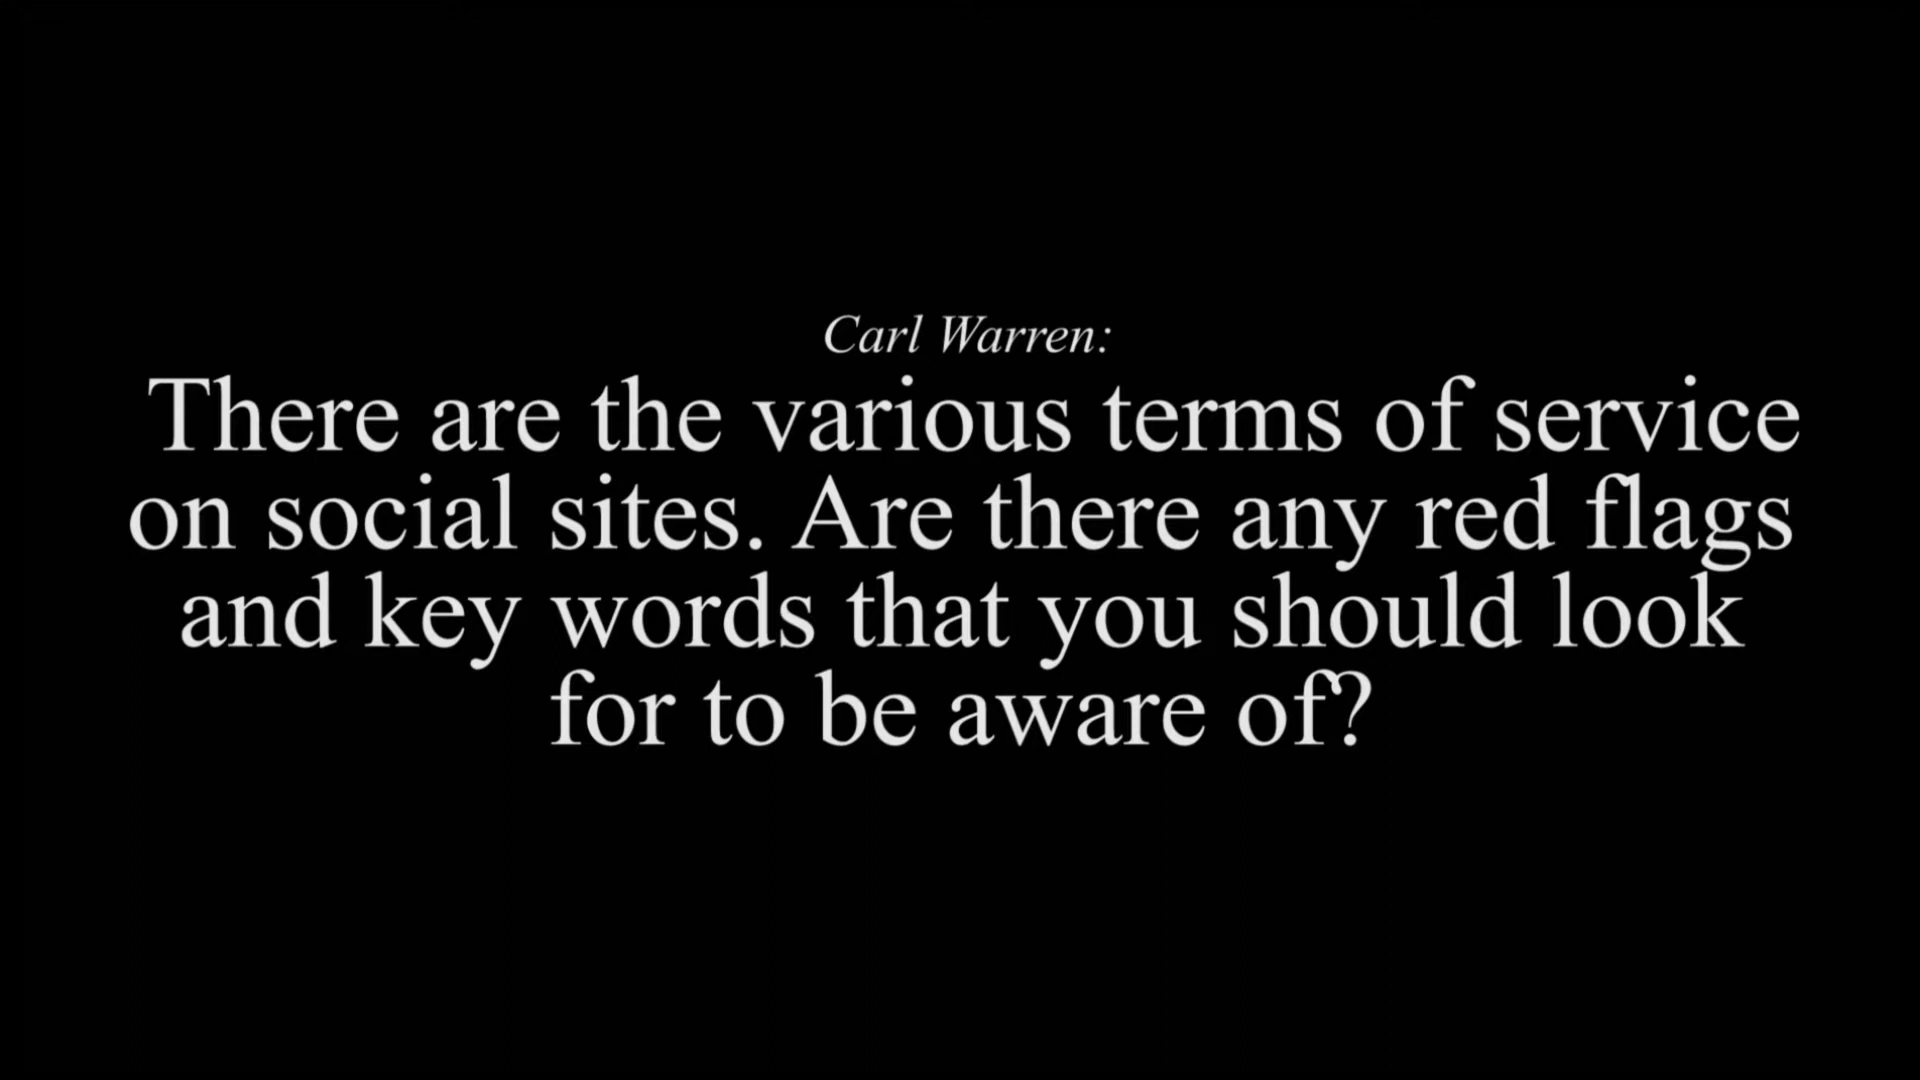 Carl Warren:
There are the various terms of service
on social sites. Are there any red flags
and key words that you should look
for to be aware of?